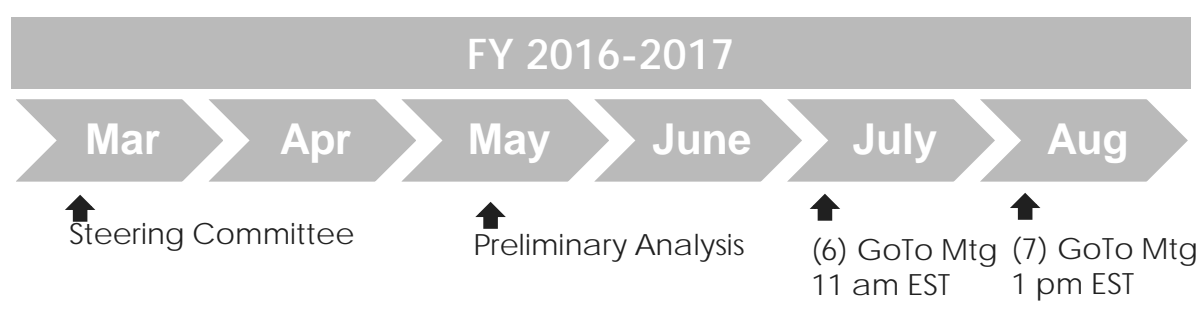 FY 2016-2017
Mar Apr May June July Aug
Steering Committee
Preliminary Analysis
(6) GoTo Mtg
11 am EST
(7) GoTo Mtg
1 pm EST